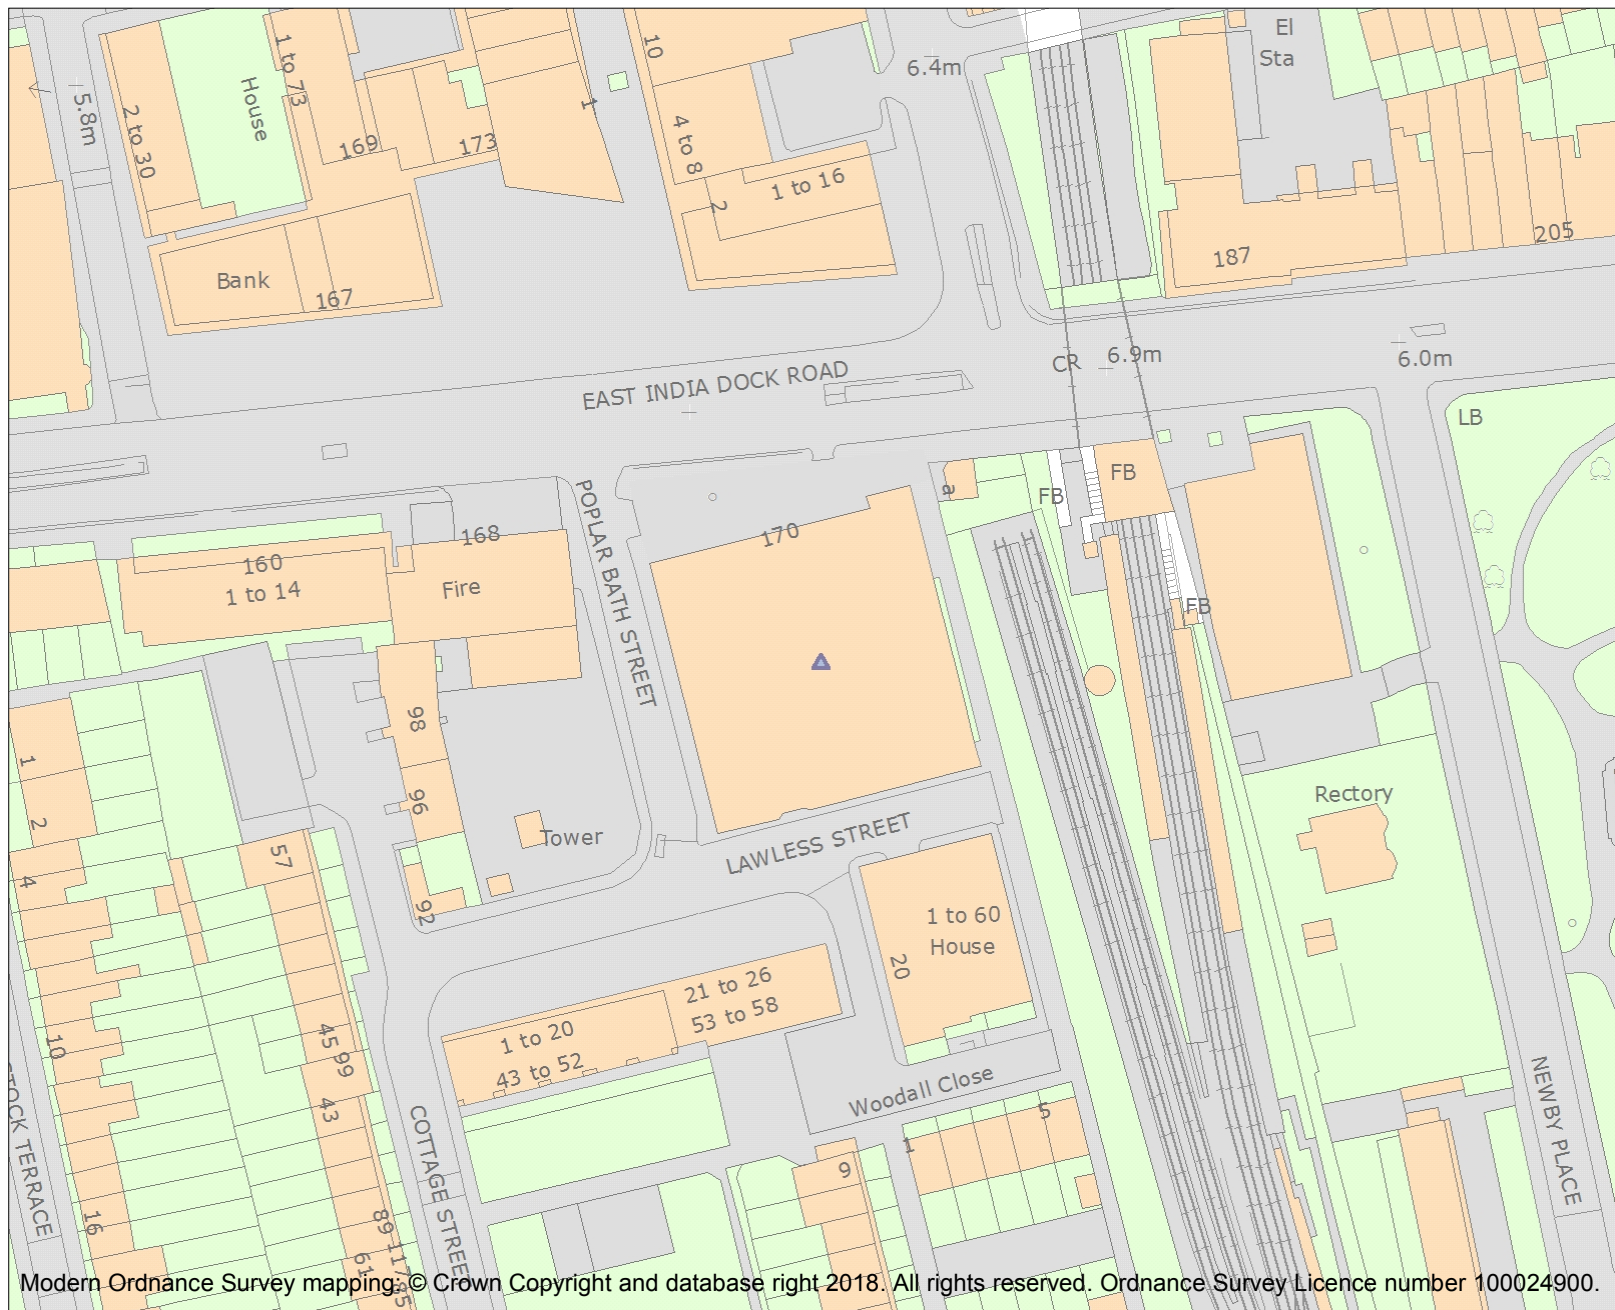 El
Sta
6.4m
10
1 to 73
House
5.8m
2 to 30
1
4 to 8
169
173
1 to 16
2
187
205
Bank
167
EAST INDIA DOCK ROAD
CR
6.9m
6.0m
LB
FB
FB
a
POPLAR BATH STREET
170
168
160
1 to 14
Fire
FB
98
96
1
2
4
Tower
LAWLESS STREET
Rectory
57
92
1 to 60
House
20
21 to 26
53 to 58
1 to 20
43 to 52
10
45
99
43
Woodall Close
5
1
9
TOCK TERRACE
COTTAGE STREET
NEWBY PLACE
16
89
117
85
61
Modern Ordnance Survey mapping: © Crown Copyright and database right 2018. All rights reserved. Ordnance Survey Licence number 100024900.